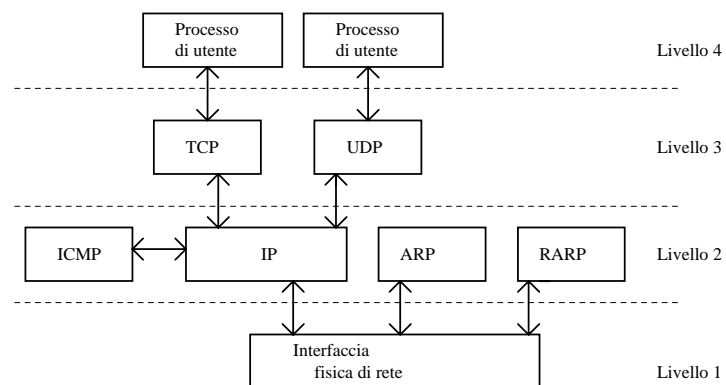 Processo
di utente
Processo
di utente
Livello 4
TCP
UDP
Livello 3
ICMP
IP
ARP
RARP
Livello 2
Interfaccia
fisica di rete
Livello 1